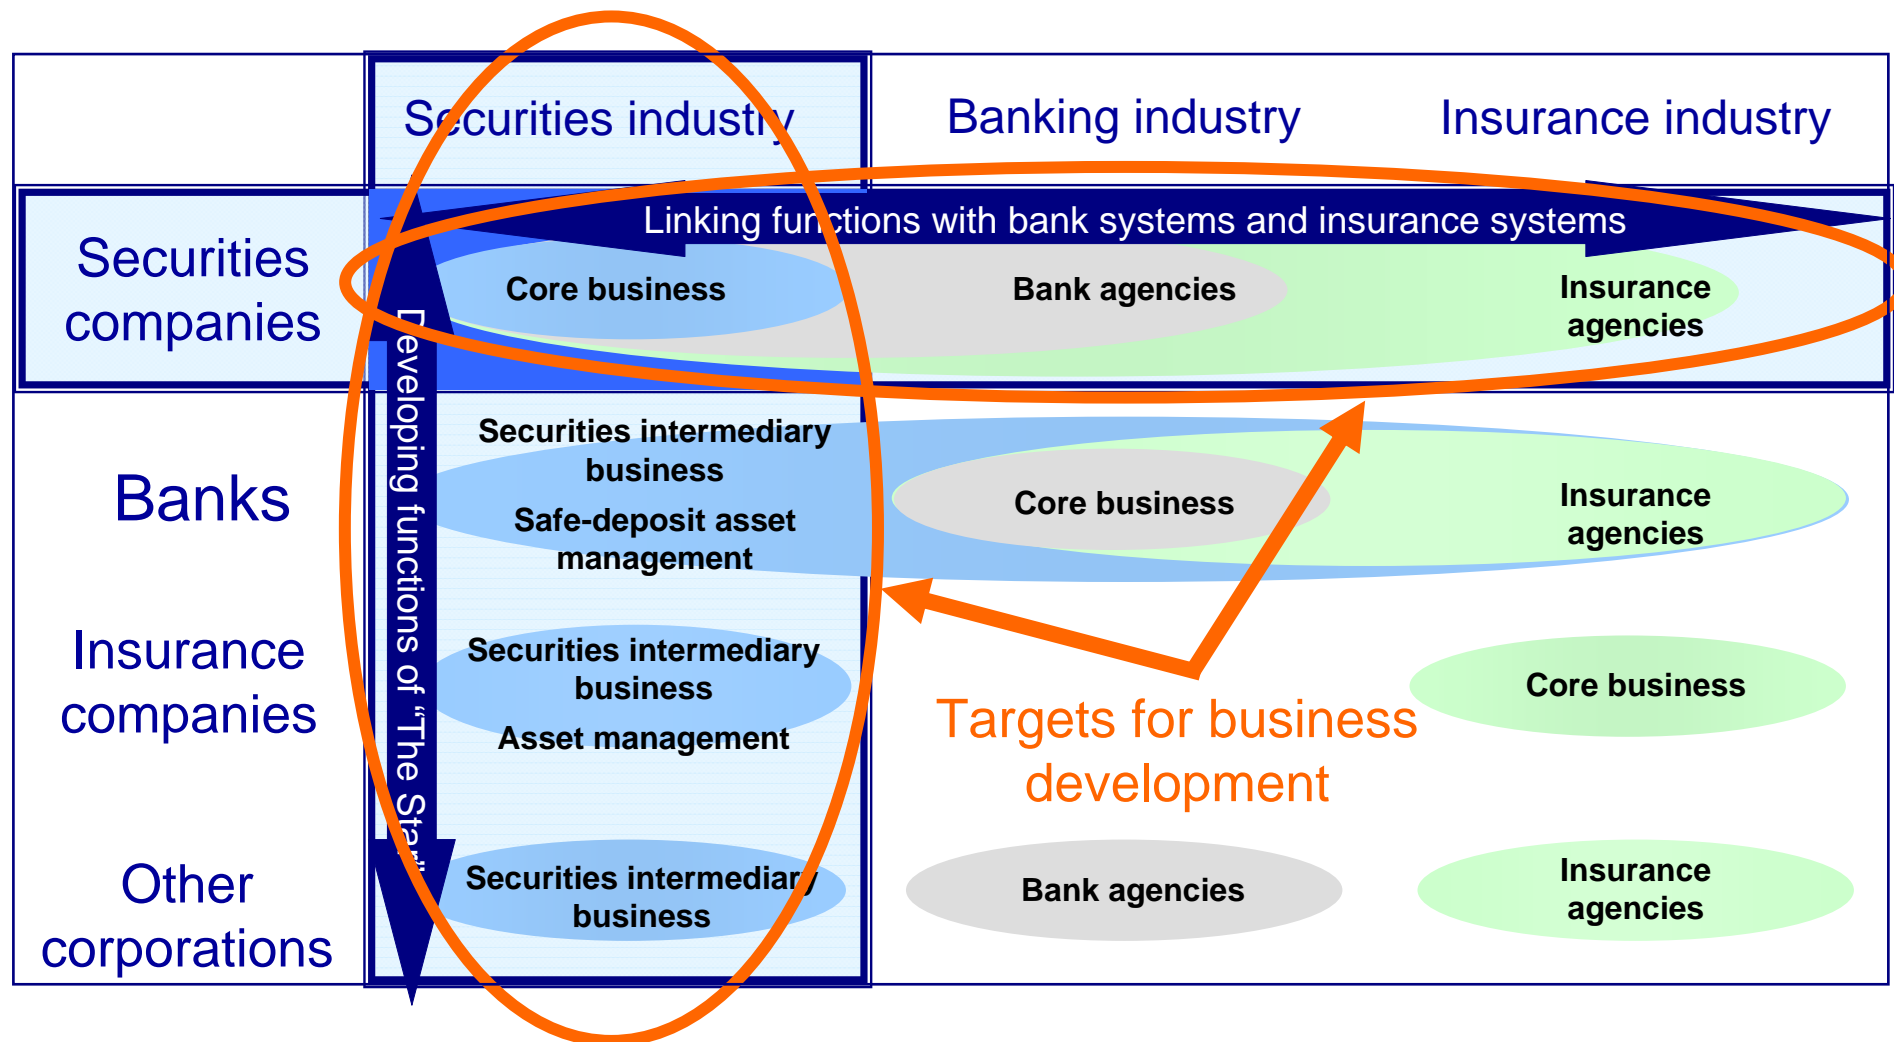 Securities industry
Banking industry
Insurance industry
Linking functions with bank systems and insurance systems
Securities
companies
Core business
Bank agencies
Insurance
agencies
Developing functions of “The Star”
Banks
Securities intermediary
business
Safe-deposit asset
management
Core business
Insurance
agencies
Insurance
companies
Securities intermediary
business
Asset management
Core business
Targets for business
development
Other
corporations
Securities intermediary
business
Bank agencies
Insurance
agencies